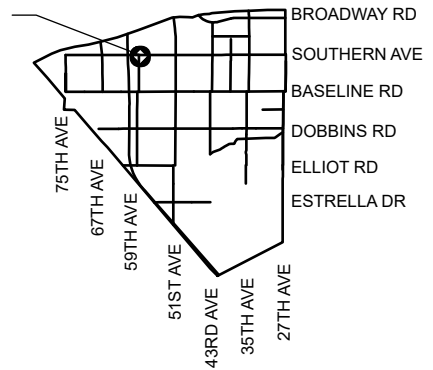 BROADWAY RD
SOUTHERN AVE
BASELINE RD
DOBBINS RD
ELLIOT RD
ESTRELLA DR
75TH AVE
67TH AVE
59TH AVE
51ST AVE
43RD AVE
35TH AVE
27TH AVE